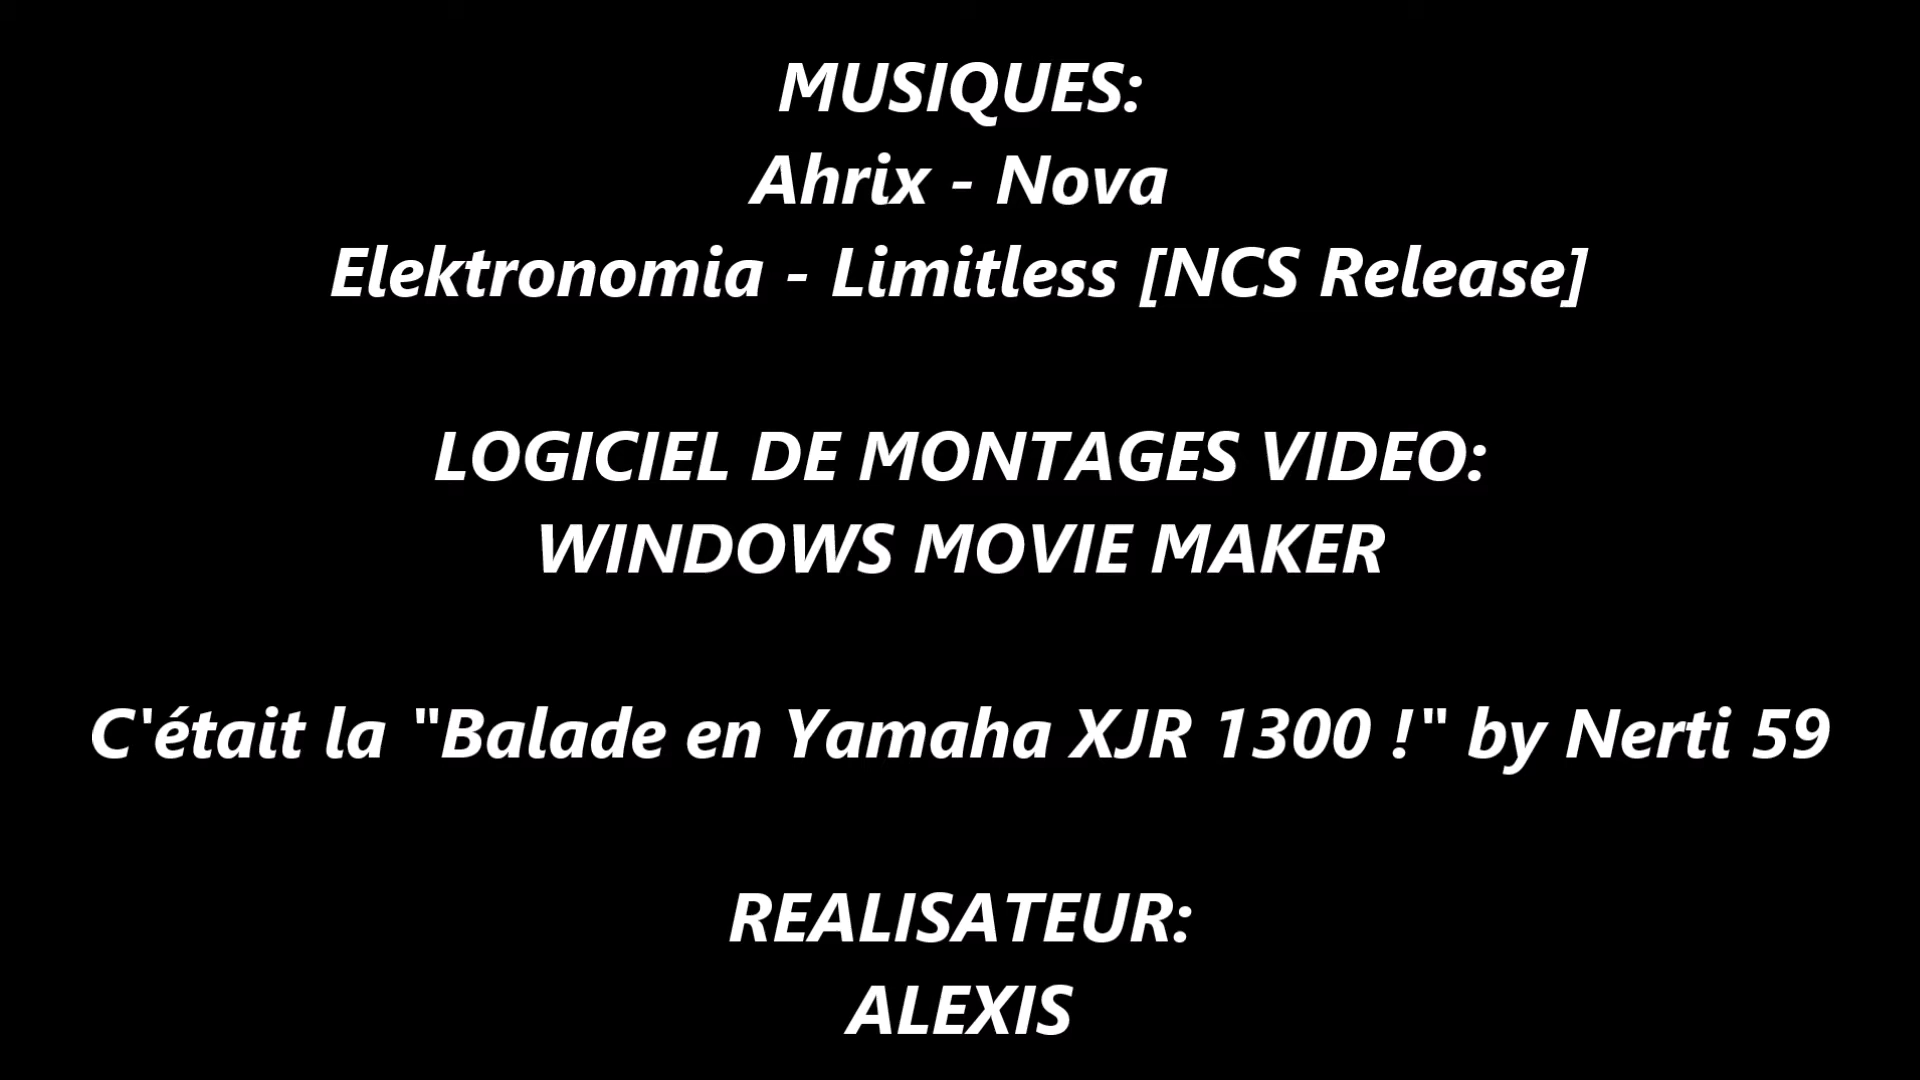 MUSIQUES:
Ahrix - Nova
Elektronomia - Limitless [NCS Release]
LOGICIEL DE MONTAGES VIDEO:
WINDOWS MOVIE MAKER
C'était la "Balade en Yamaha XJR 1300 !" by Nerti 59
REALISATEUR:
ALEXIS